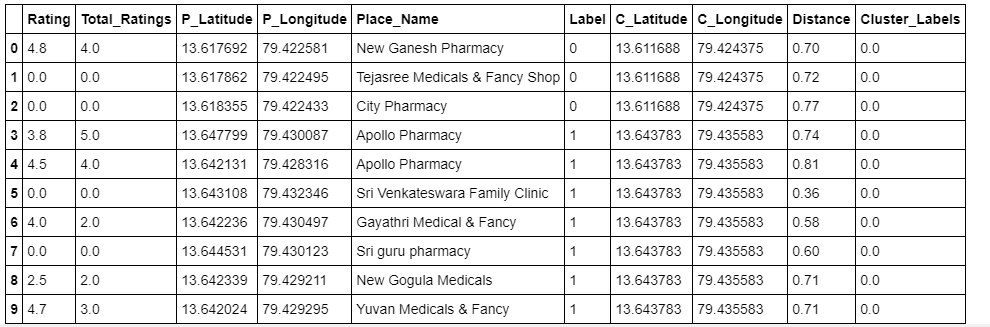 Rating Total_Ratings P_Latitude P_Longitude Place_Name Label C_Latitude C_Longitude Distance Cluster_Labels
0 4.8 4.0 13.617692 79.422581 New Ganesh Pharmacy 0 13.611688 79.424375 0.70 0.0
1 0.0 0.0 13.617862 79.422495 Tejasree Medicals & Fancy Shop 0 13.611688 79.424375 0.72 0.0
2 0.0 0.0 13.618355 79.422433 City Pharmacy 0 13.611688 79.424375 0.77 0.0
3 3.8 5.0 13.647799 79.430087 Apollo Pharmacy 1 13.643783 79.435583 0.74 0.0
4 4.5 4.0 13.642131 79.428316 Apollo Pharmacy 1 13.643783 79.435583 0.81 0.0
5 0.0 0.0 13.643108 79.432346 Sri Venkateswara Family Clinic 1 13.643783 79.435583 0.36 0.0
6 4.0 2.0 13.642236 79.430497 Gayathri Medical & Fancy 1 13.643783 79.435583 0.58 0.0
7 0.0 0.0 13.644531 79.430123 Sri guru pharmacy 1 13.643783 79.435583 0.60 0.0
8 2.5 2.0 13.642339 79.429211 New Gogula Medicals 1 13.643783 79.435583 0.71 0.0
9 4.7 3.0 13.642024 79.429295 Yuvan Medicals & Fancy 1 13.643783 79.435583 0.71 0.0